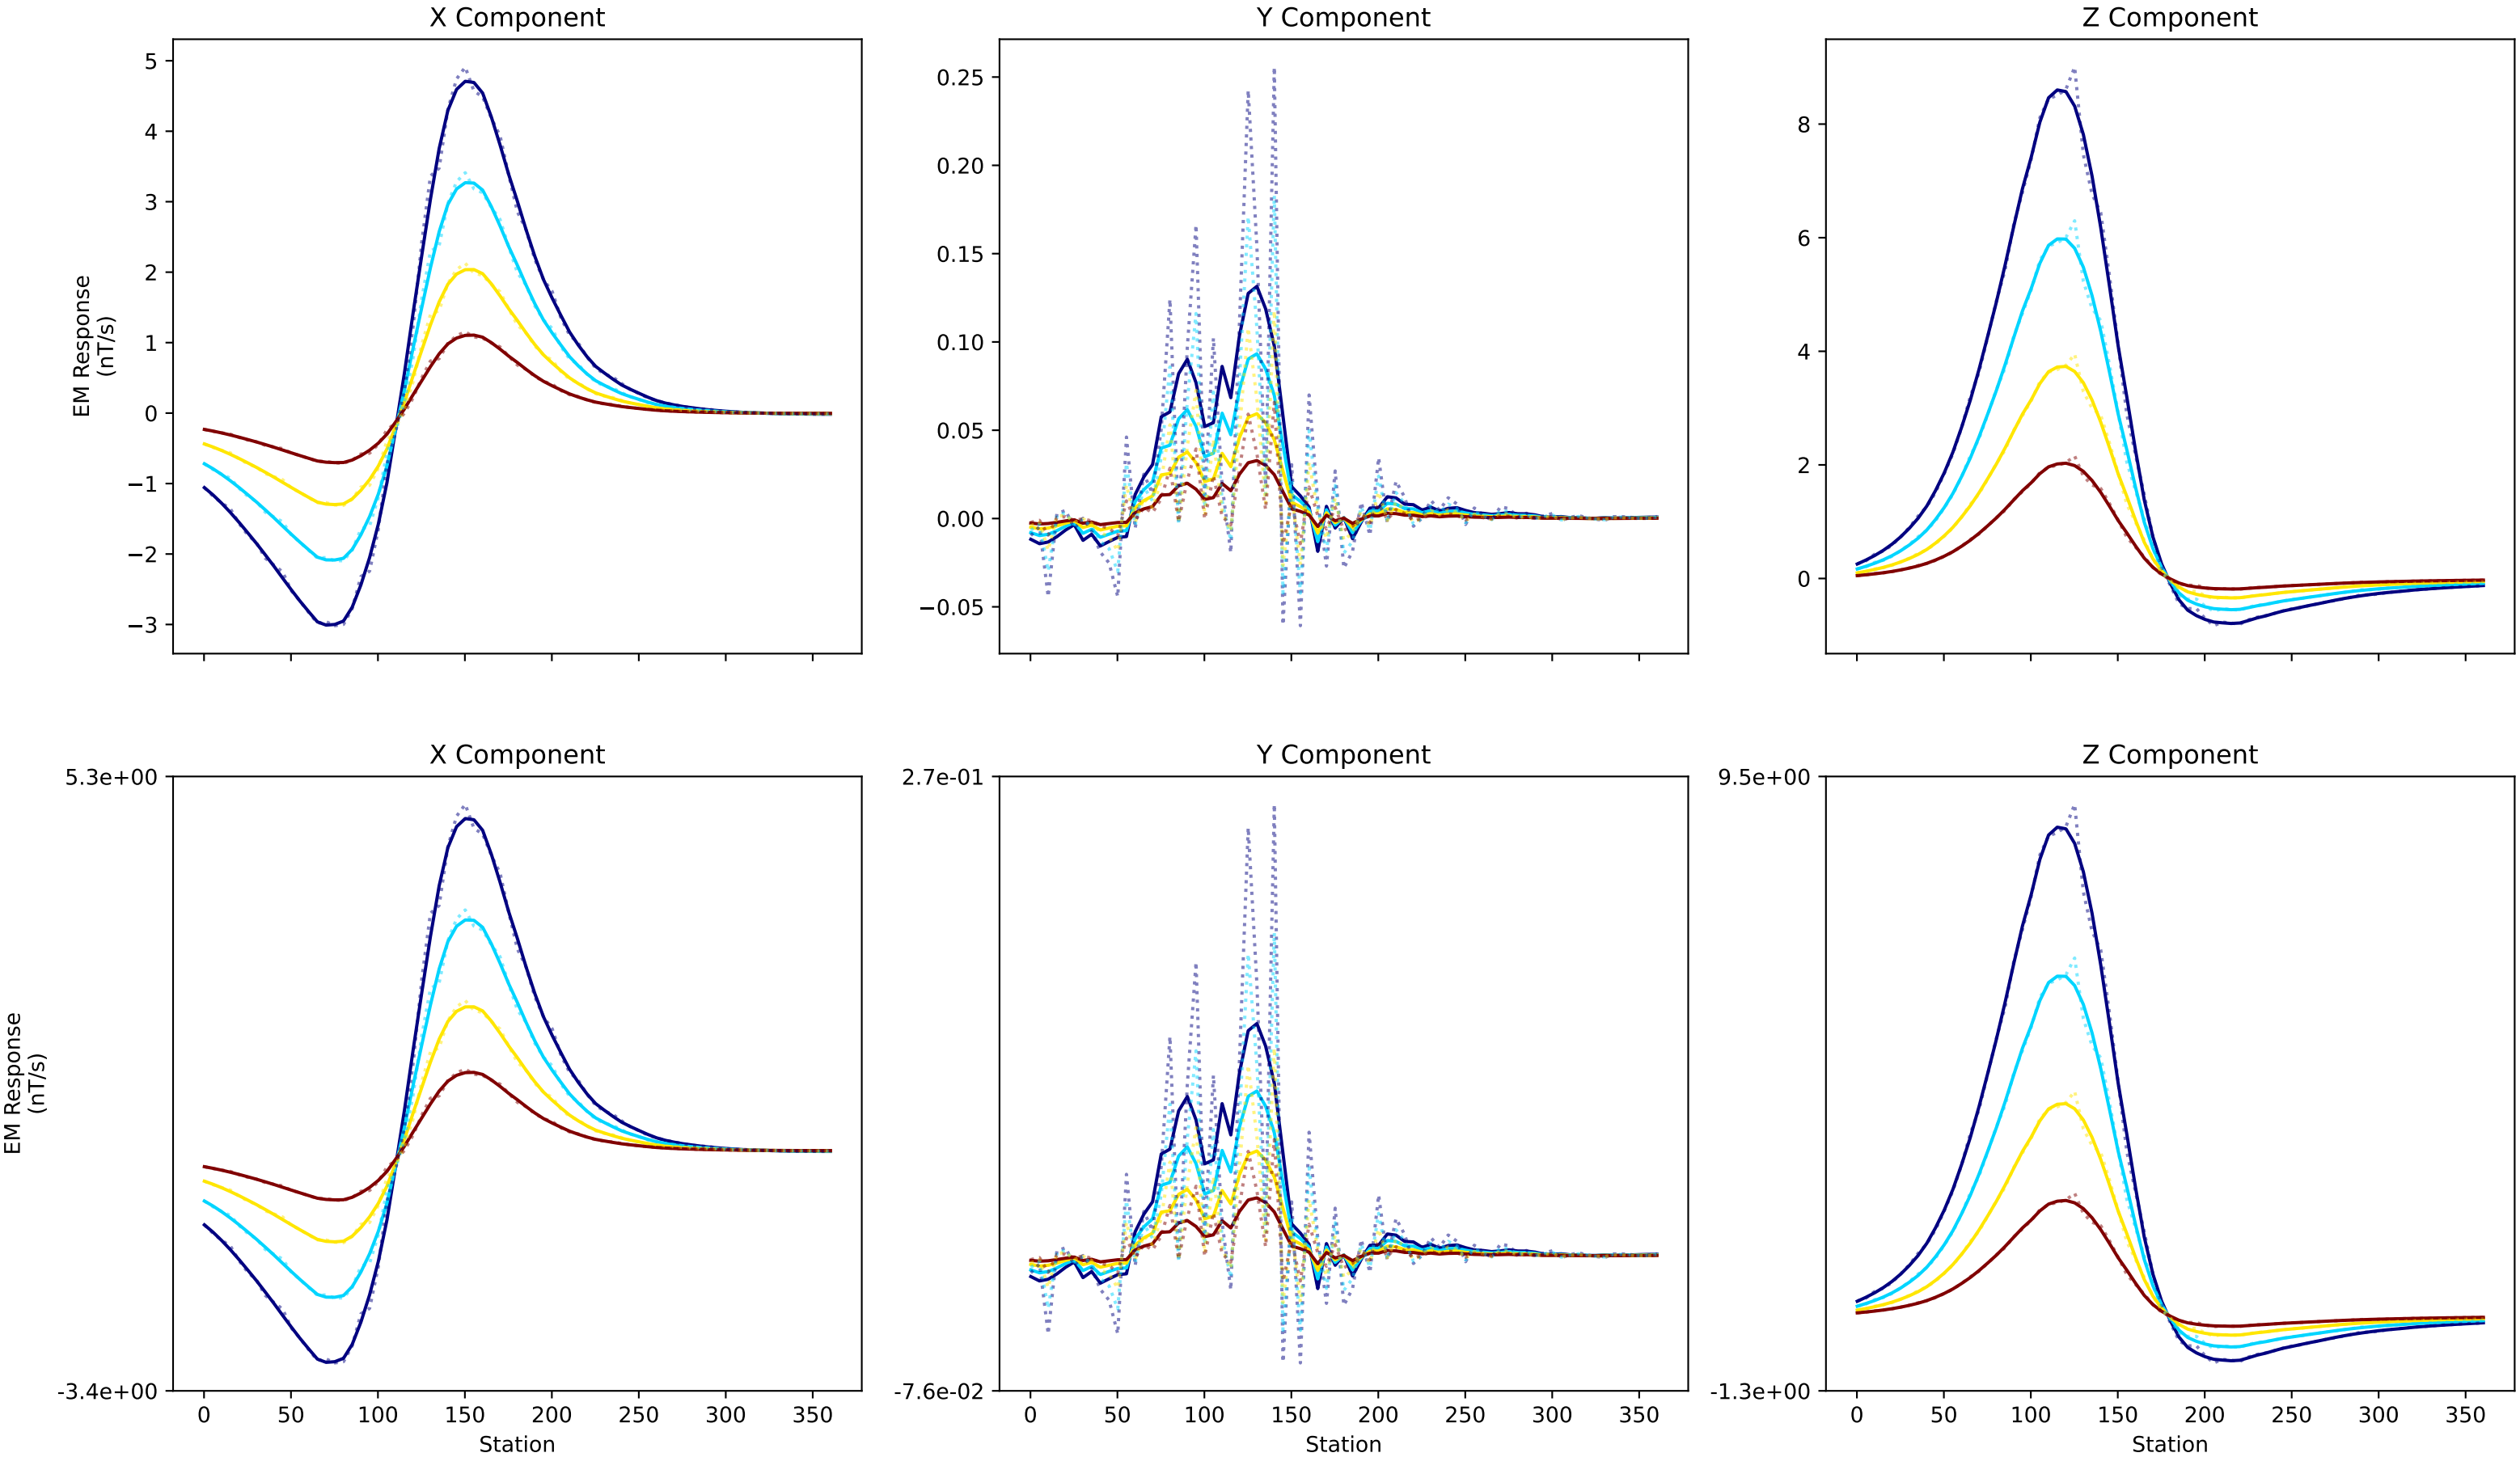 X Component
Y Component
Z Component
5
4
3
2
1
0
−1
−2
−3
EM Response
(nT/s)
0.25
0.20
0.15
0.10
0.05
0.00
−0.05
8
6
4
2
0
X Component
Y Component
Z Component
5.3e+00
-3.4e+00
EM Response
(nT/s)
0 50 100 150 200 250 300 350
Station
2.7e-01
-7.6e-02
0 50 100 150 200 250 300 350
Station
9.5e+00
-1.3e+00
0 50 100 150 200 250 300 350
Station